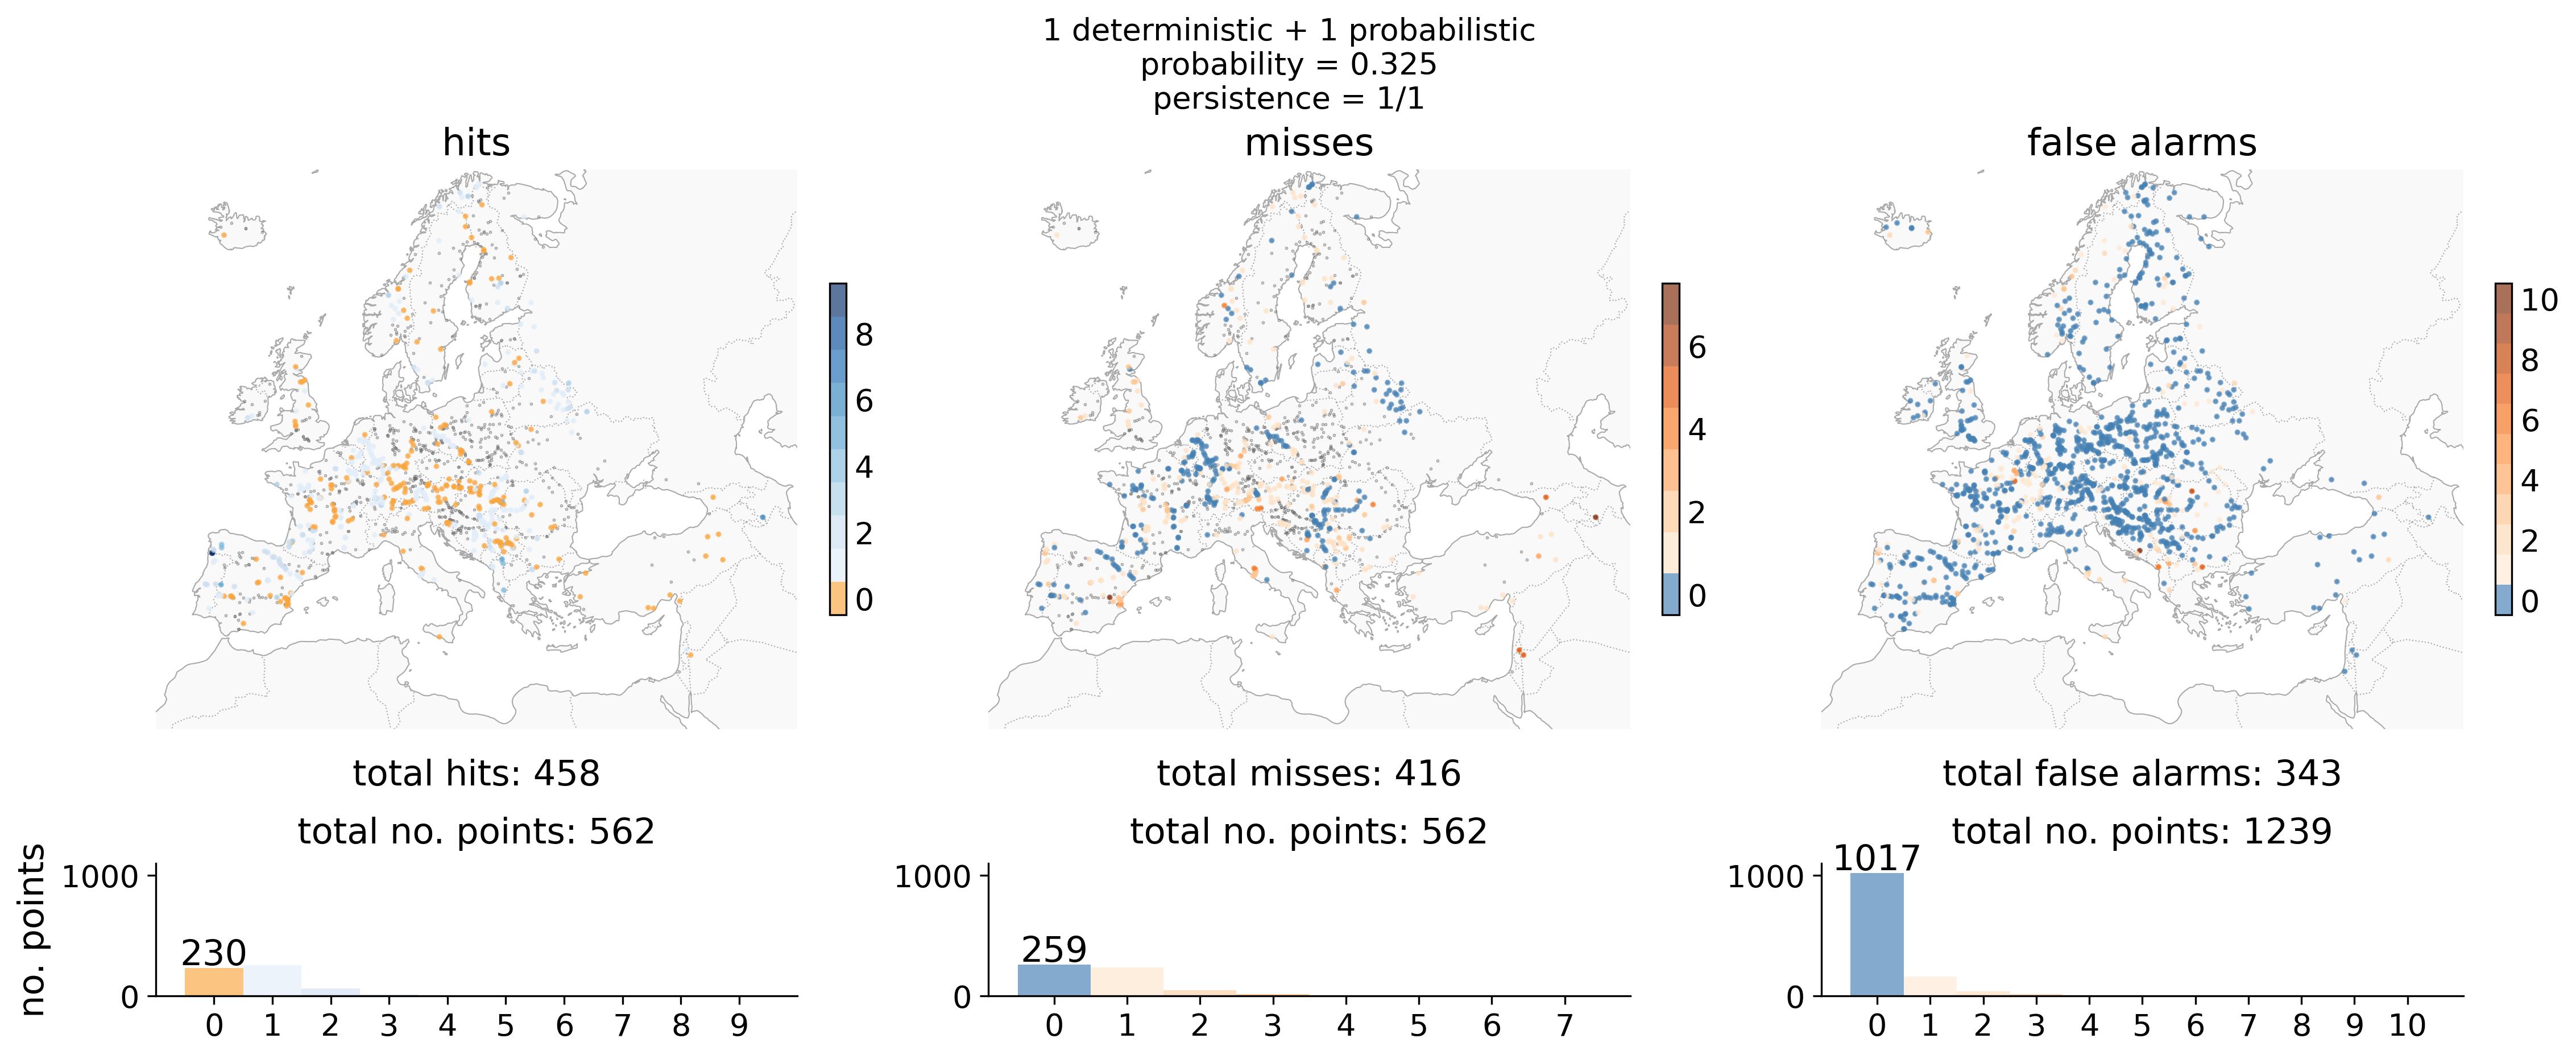 1 deterministic + 1 probabilistic
probability = 0.325
persistence = 1/1
hits
misses
false alarms
8
6
4
2
0
6
4
2
0
10
8
6
4
2
0
total hits: 458
total misses: 416
total false alarms: 343
total no. points: 562
total no. points: 562
total no. points: 1239
no. points
1000
0
230
0 1 2 3 4 5 6 7 8 9
1000
0
259
0 1 2 3 4 5 6 7
1000
0
1017
0 1 2 3 4 5 6 7 8 9 10